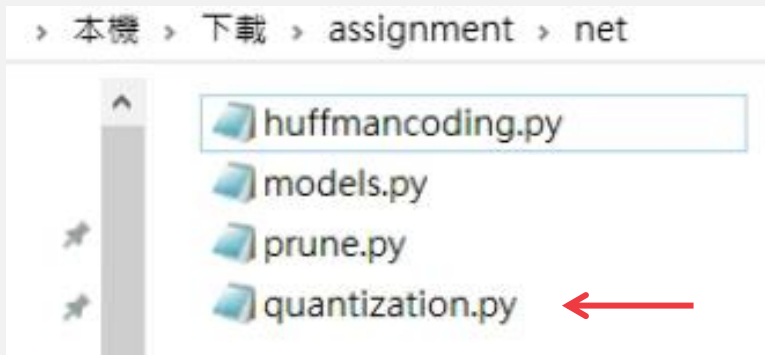 › 本機 › 下載 › assignment › net
huffmancoding.py
models.py
prune.py
quantization.py